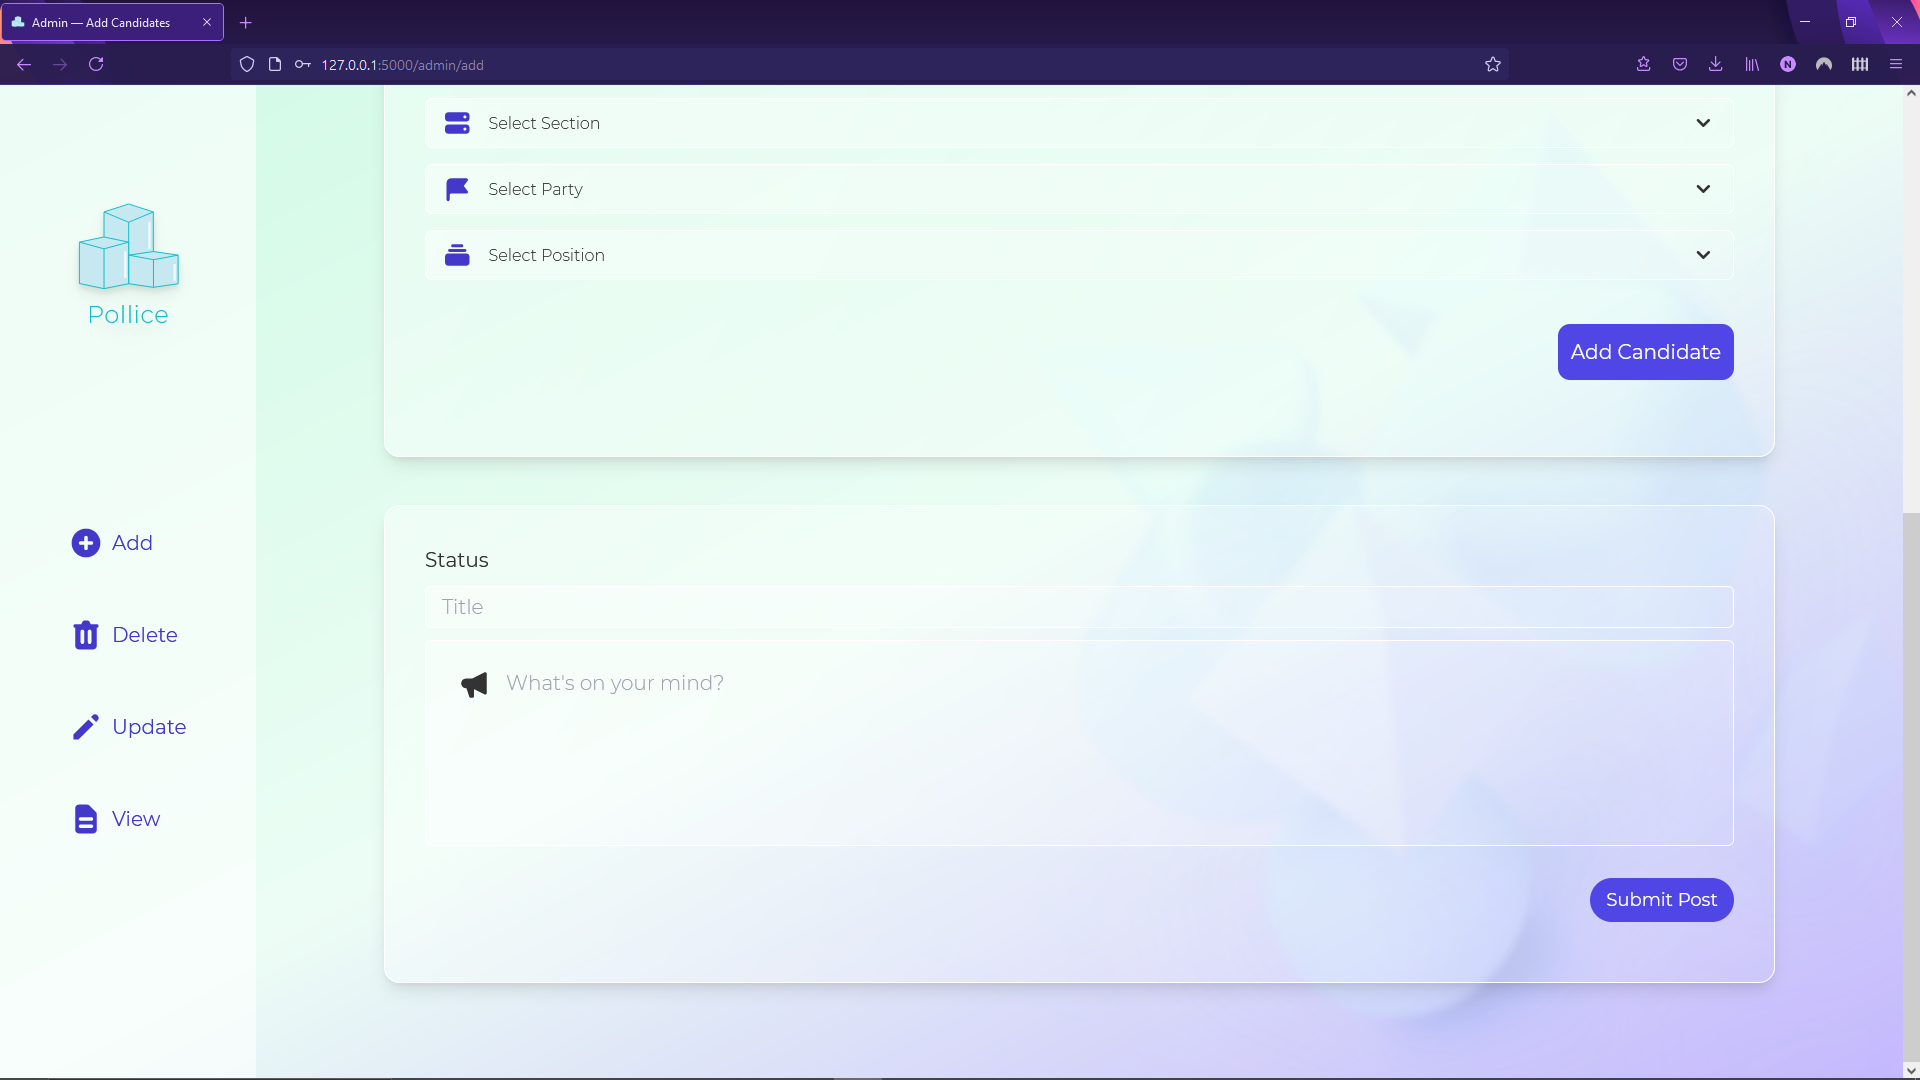 Admin — Add Candidates
127.0.0.1:5000/admin/add
N
Select Section
Select Party
Select Position
Pollice
Add Candidate
Add
Delete
Update
View
Status
Title
What's on your mind?
Submit Post